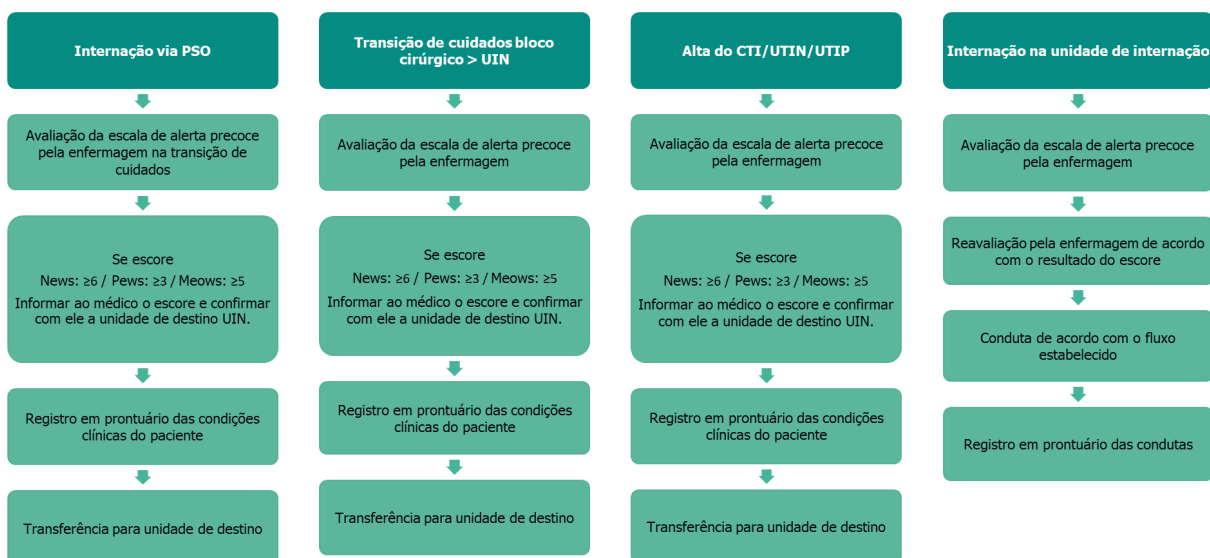 Internação via PSO
Avaliação da escala de alerta precoce
pela enfermagem na transição de
cuidados
Se escore
News: ≥6 / Pews: ≥3 / Meows: ≥5
Informar ao médico o escore e confirmar
com ele a unidade de destino UIN.
Registro em prontuário das condições
clínicas do paciente
Transferência para unidade de destino
Transição de cuidados bloco
cirúrgico > UIN
Avaliação da escala de alerta precoce
pela enfermagem
Se escore
News: ≥6 / Pews: ≥3 / Meows: ≥5
Informar ao médico o escore e confirmar
com ele a unidade de destino UIN.
Registro em prontuário das condições
clínicas do paciente
Transferência para unidade de destino
Alta do CTI/UTIN/UTIP
Avaliação da escala de alerta precoce
pela enfermagem
Se escore
News: ≥6 / Pews: ≥3 / Meows: ≥5
Informar ao médico o escore e confirmar
com ele a unidade de destino UIN.
Registro em prontuário das condições
clínicas do paciente
Transferência para unidade de destino
Internação na unidade de internação
Avaliação da escala de alerta precoce
pela enfermagem
Reavaliação pela enfermagem de acordo
com o resultado do escore
Conduta de acordo com o fluxo
estabelecido
Registro em prontuário das condutas